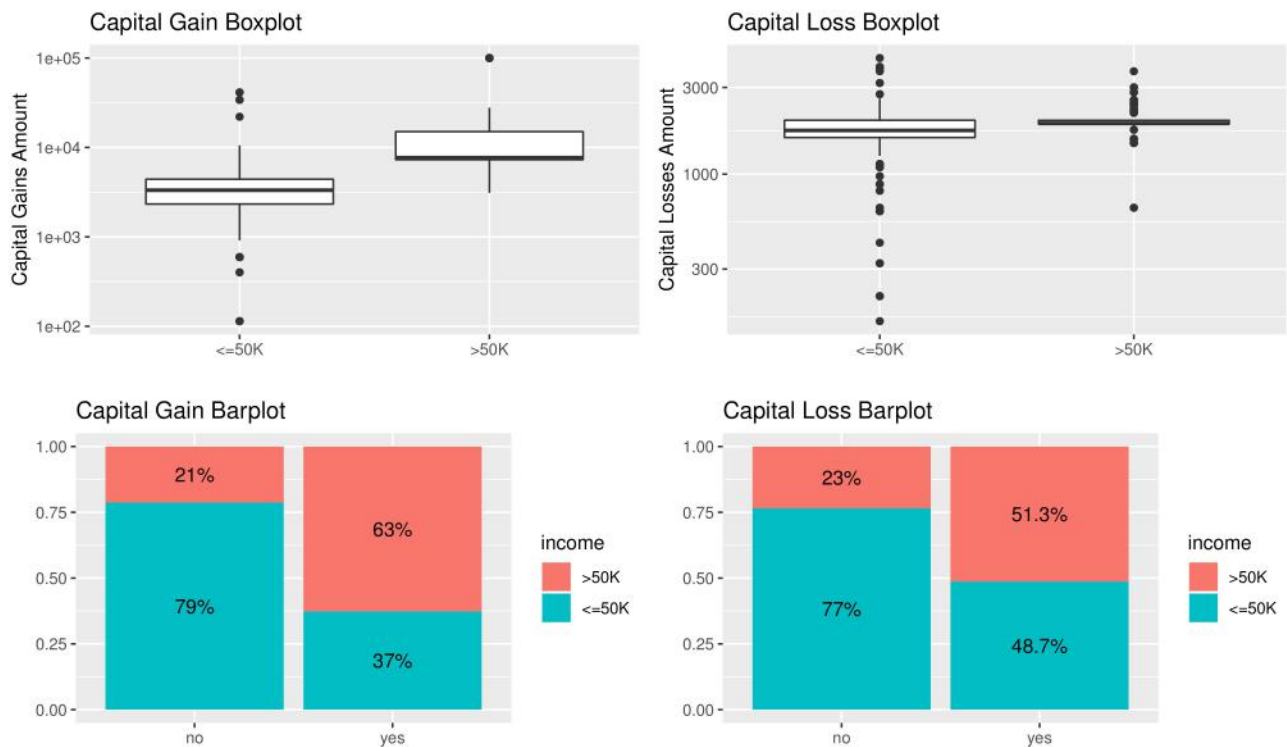 Capital Gain Boxplot
Capital Gains Amount
1e+05
1e+04
1e+03
1e+02
<=50K >50K
Capital Loss Boxplot
Capital Losses Amount
3000
1000
300
<=50K >50K
Capital Gain Barplot
1.00
0.75
0.50
0.25
0.00
21%
63%
79%
37%
no yes
income
>50K
<=50K
Capital Loss Barplot
1.00
0.75
0.50
0.25
0.00
23%
51.3%
77%
48.7%
no yes
income
>50K
<=50K